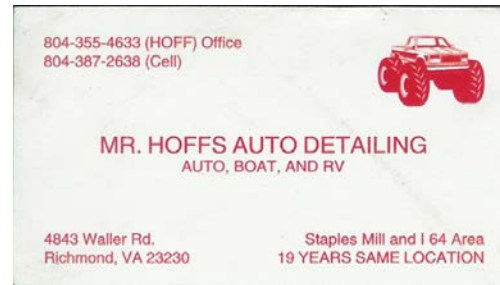 804-355-4633 (HOFF) Office
804-387-2638 (Cell)
MR. HOFFS AUTO DETAILING
AUTO, BOAT, AND RV
4843 Waller Rd.
Richmond, VA 23230
Staples Mill and I 64 Area
19 YEARS SAME LOCATION